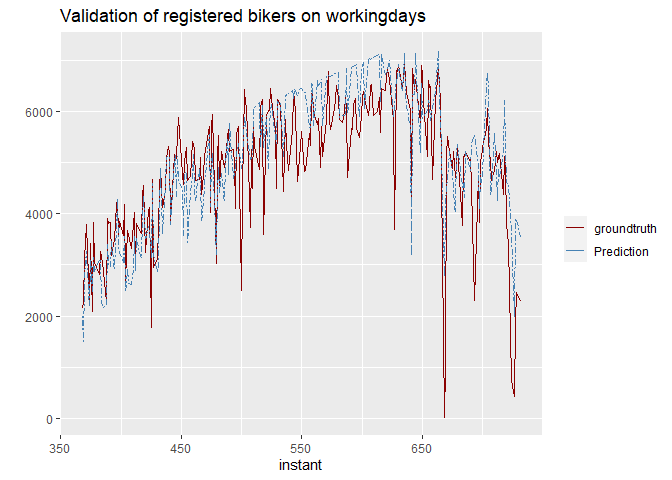 Validation of registered bikers on workingdays
6000
4000
2000
0
350
450
550
650
instant
groundtruth
Prediction